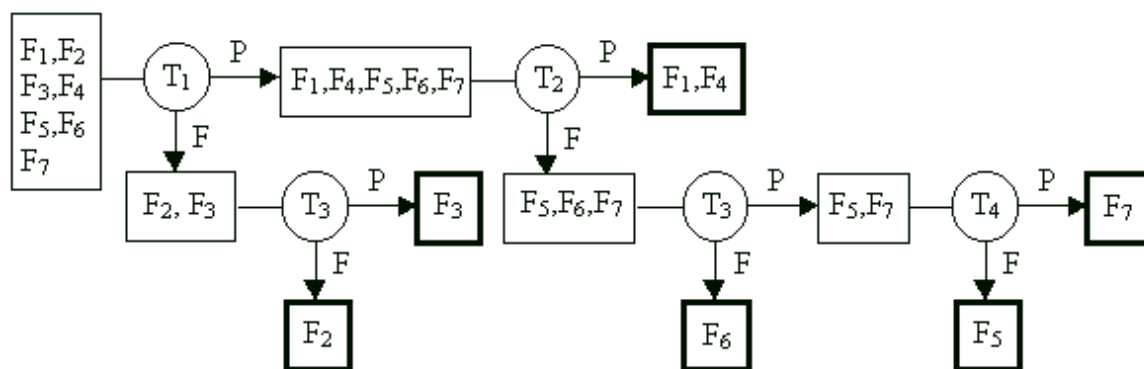 F₁,F₂
F₃,F₄
F₅,F₆
F₇
T₁
P
F₁,F₄,F₅,F₆,F₇
T₂
P
F₁,F₄
F
F
F₂, F₃
T₃
P
F₃
F₅,F₆,F₇
T₃
P
F₅,F₇
T₄
P
F₇
F
F
F
F₂
F₆
F₅